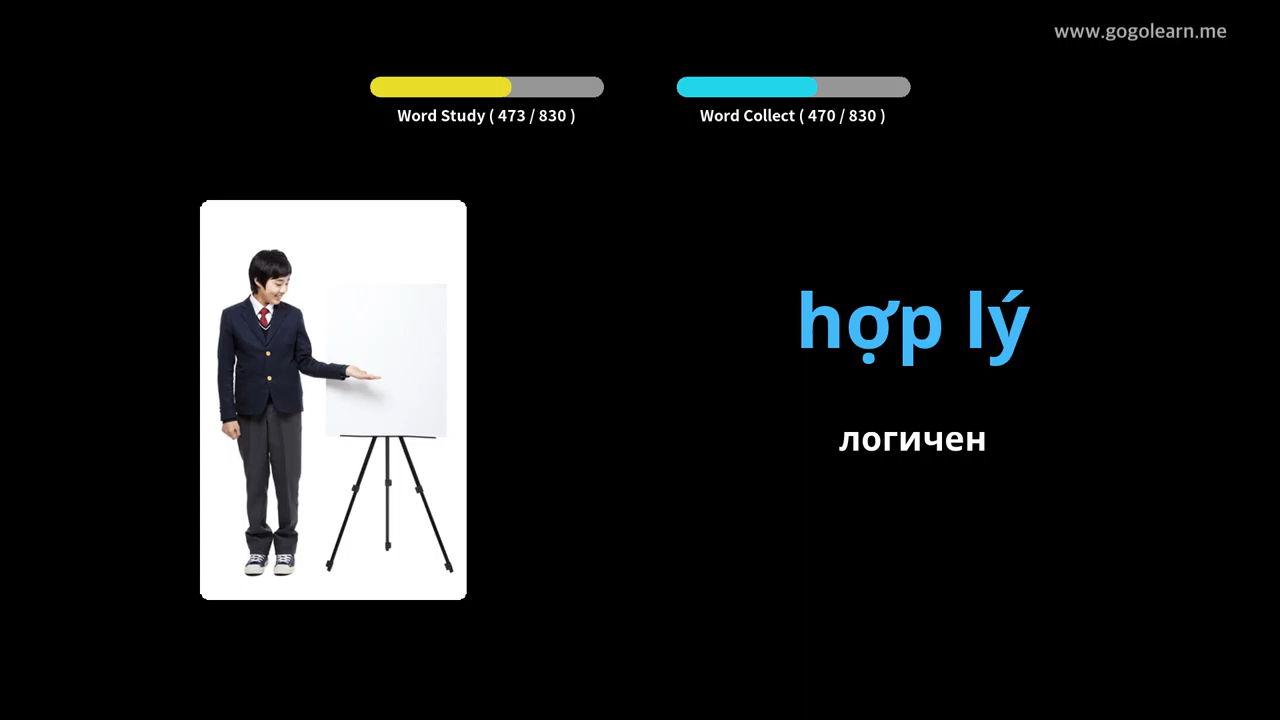 www.gogolearn.me
Word Study ( 473 / 830 )
Word Collect ( 470 / 830 )
hợp lý
логичен